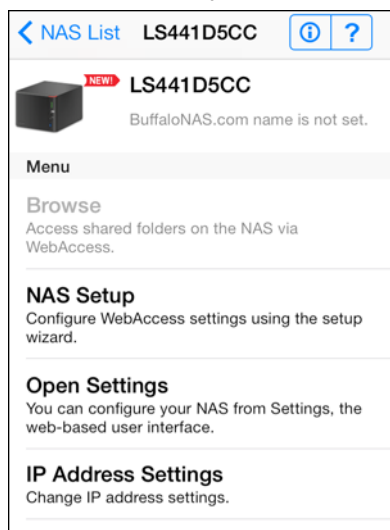 NAS List LS441D5CC ?
NEW!
LS441D5CC
BuffaloNAS.com name is not set.
Menu
Browse
Access shared folders on the NAS via
WebAccess.
NAS Setup
Configure WebAccess settings using the setup
wizard.
Open Settings
You can configure your NAS from Settings, the
web-based user interface.
IP Address Settings
Change IP address settings.